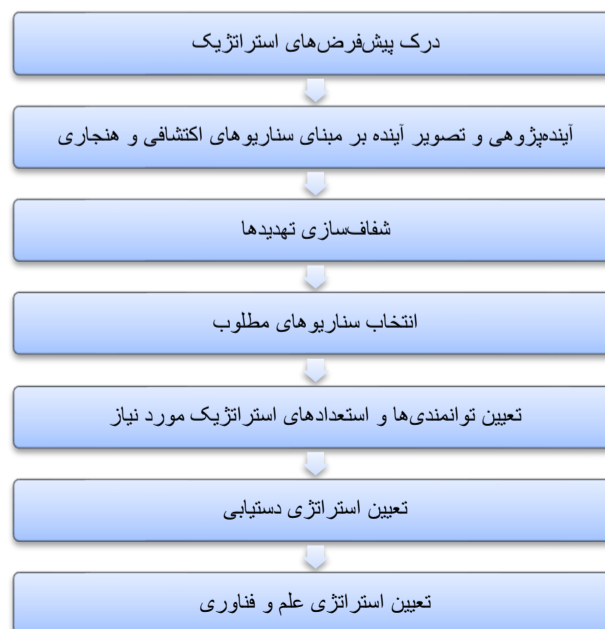 درک پیش‌فرض‌های استراتژیک
آینده‌پژوهی و تصویر آینده بر مبنای سناریوهای اکتشافی و هنجاری
شفاف‌سازی تهدیدها
انتخاب سناریوهای مطلوب
تعیین توانمندی‌ها و استعدادهای استراتژیک مورد نیاز
تعیین استراتژی دستیابی
تعیین استراتژی علم و فناوری